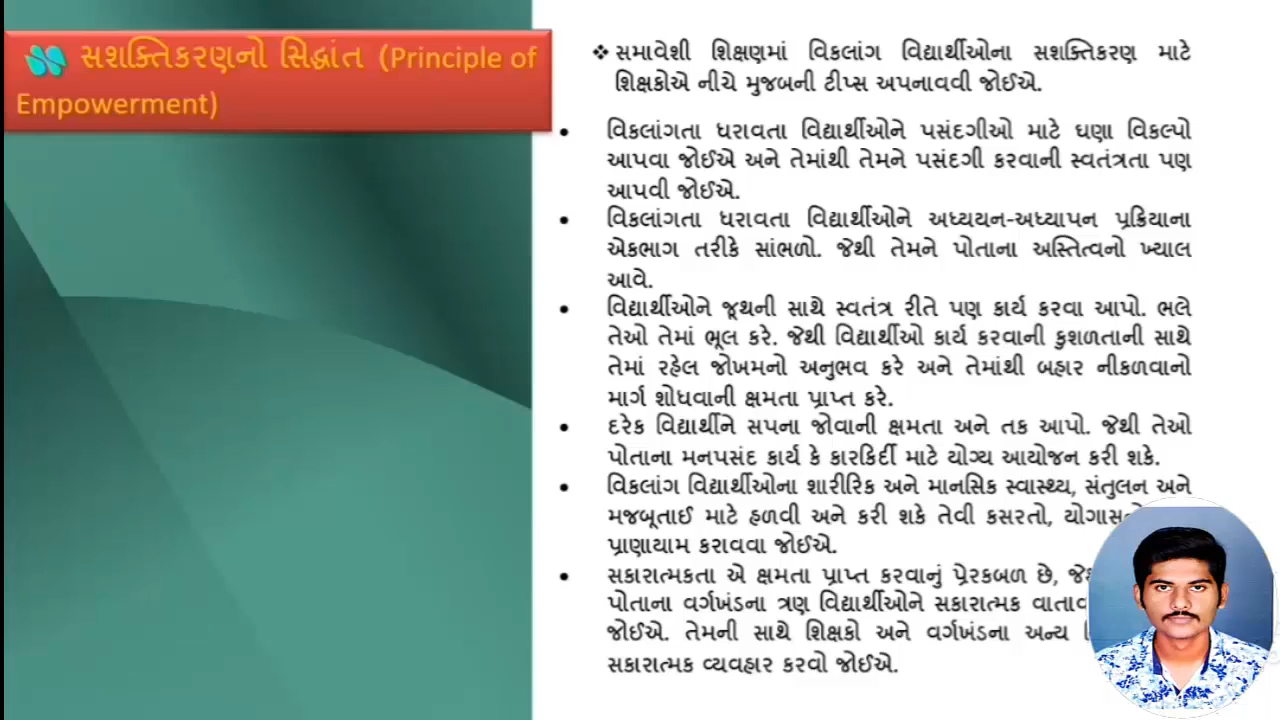 સશક્તિકરણનો સિદ્ધાંત (Principle of
Empowerment)
❖ સમાવેશી શિક્ષણમાં વિકલાંગ વિદ્યાર્થીઓના સશક્તિકરણ માટે
શિક્ષકોએ નીચે મુજબની ટીપ્સ અપનાવવી જોઈએ.
• વિકલાંગતા ધરાવતા વિદ્યાર્થીઓને પસંદગીઓ માટે ઘણા વિકલ્પો
આપવા જોઈએ અને તેમાંથી તેમને પસંદગી કરવાની સ્વતંત્રતા પણ
આપવી જોઈએ.
• વિકલાંગતા ધરાવતા વિદ્યાર્થીઓને અધ્યયન-અધ્યાપન પ્રક્રિયાના
એકભાગ તરીકે સાંભળો. જેથી તેમને પોતાના અસ્તિત્વનો ખ્યાલ
આવે.
• વિદ્યાર્થીઓને જૂથની સાથે સ્વતંત્ર રીતે પણ કાર્ય કરવા આપો. ભલે
તેઓ તેમાં ભૂલ કરે. જેથી વિદ્યાર્થીઓ કાર્ય કરવાની કુશળતાની સાથે
તેમાં રહેલ જોખમનો અનુભવ કરે અને તેમાંથી બહાર નીકળવાનો
માર્ગ શોધવાની ક્ષમતા પ્રાપ્ત કરે.
• દરેક વિદ્યાર્થીને સપના જોવાની ક્ષમતા અને તક આપો. જેથી તેઓ
પોતાના મનપસંદ કાર્ય કે કારકિર્દી માટે યોગ્ય આયોજન કરી શકે.
• વિકલાંગ વિદ્યાર્થીઓના શારીરિક અને માનસિક સ્વાસ્થ્ય, સંતુલન અને
મજબૂતાઈ માટે હળવી અને કરી શકે તેવી કસરતો,
પ્રાણાયામ કરાવવા જોઈએ.
• સકારાત્મકતા એ ક્ષમતા પ્રાપ્ત કરવાનું પ્રેરકબળ છે,
પોતાના વર્ગખંડના ત્રણ વિદ્યાર્થીઓને સકારાત્મક
જોઈએ. તેમની સાથે શિક્ષકો અને વર્ગખંડના અન્ય
સકારાત્મક વ્યવહાર કરવો જોઈએ.